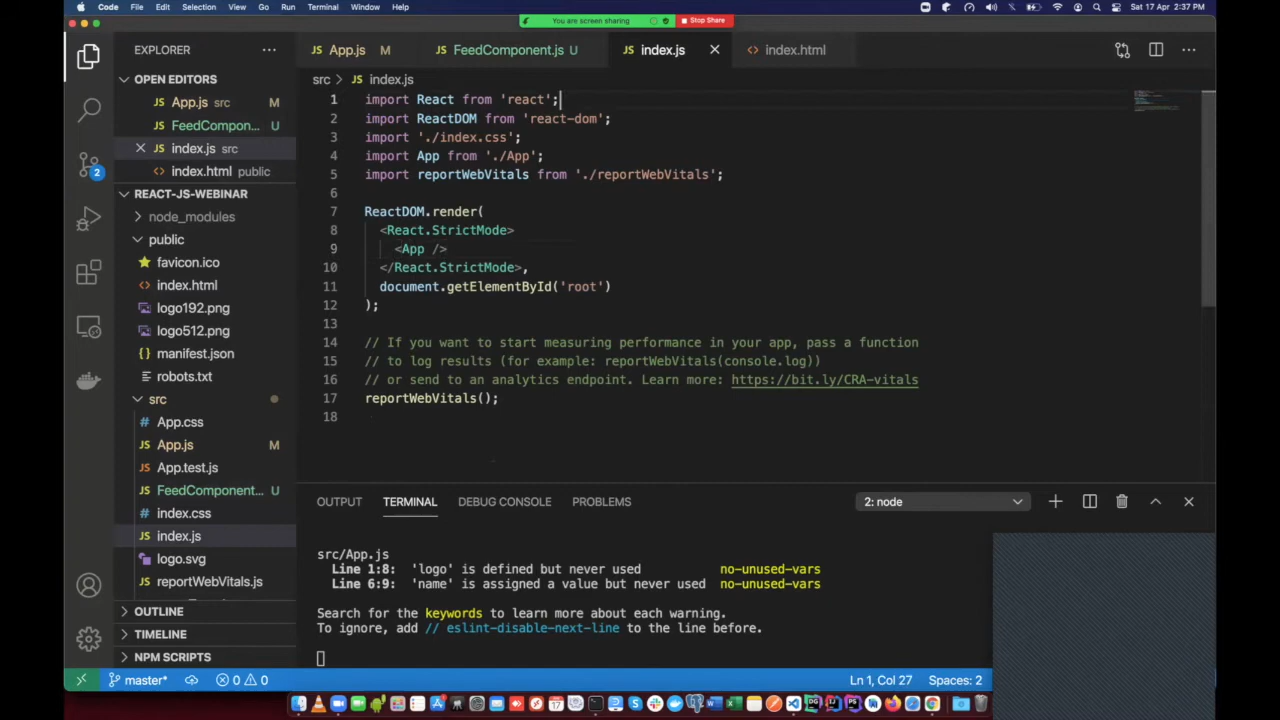 Code File Edit Selection View Go Run Terminal Window Help Sat 17 Apr 2:37 PM
You are screen sharing Stop Share
EXPLORER
App.js M FeedComponent.js U index.js index.html
OPEN EDITORS
src > index.js
App.js src M
FeedCompon... U
index.js src
index.html public
REACT-JS-WEBINAR
node_modules
public
favicon.ico
index.html
logo192.png
logo512.png
manifest.json
robots.txt
src
App.css
App.js M
App.test.js
FeedComponent... U
index.css
index.js
logo.svg
reportWebVitals.js
OUTLINE
TIMELINE
NPM SCRIPTS
1 import React from 'react';
2 import ReactDOM from 'react-dom';
3 import './index.css';
4 import App from './App';
5 import reportWebVitals from './reportWebVitals';
6
7 ReactDOM.render(
8 <React.StrictMode>
9 <App />
10 </React.StrictMode>,
11 document.getElementById('root')
12 );
13
14 // If you want to start measuring performance in your app, pass a function
15 // to log results (for example: reportWebVitals(console.log))
16 // or send to an analytics endpoint. Learn more: https://bit.ly/CRA-vitals
17 reportWebVitals();
18
OUTPUT TERMINAL DEBUG CONSOLE PROBLEMS 2: node
src/App.js
Line 1:8: 'logo' is defined but never used no-unused-vars
Line 6:9: 'name' is assigned a value but never used no-unused-vars
Search for the keywords to learn more about each warning.
To ignore, add // eslint-disable-next-line to the line before.
master* 0 0 Ln 1, Col 27 Spaces: 2